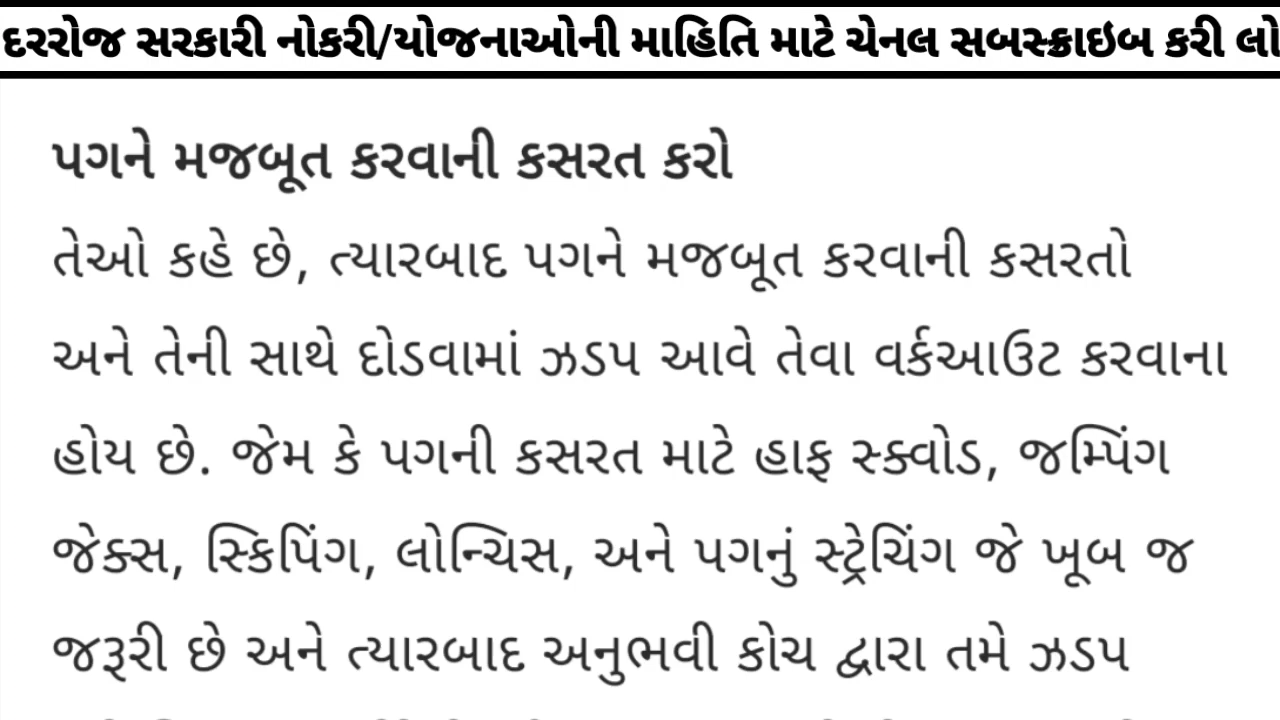 દરરોજ સરકારી નોકરી/યોજનાઓની માહિતિ માટે ચેનલ સબસ્ક્રાઇબ કરી લો
પગને મજબૂત કરવાની કસરત કરો
તેઓ કહે છે, ત્યારબાદ પગને મજબૂત કરવાની કસરતો
અને તેની સાથે દોડવામાં ઝડપ આવે તેવા વર્કઆઉટ કરવાના
હોય છે. જેમ કે પગની કસરત માટે હાફ સ્ક્વોડ, જમ્પિંગ
જેક્સ, સ્કિપિંગ, લોન્ચિસ, અને પગનું સ્ટ્રેચિંગ જે ખૂબ જ
જરૂરી છે અને ત્યારબાદ અનુભવી કોચ દ્વારા તમે ઝડપ